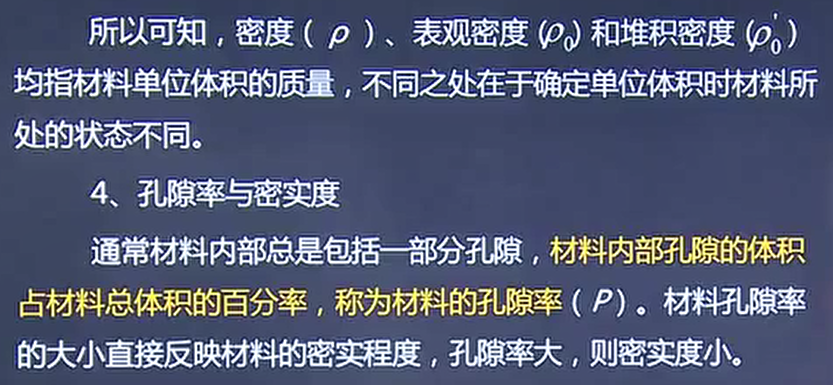 所以可知，密度（ρ）、表观密度(ρ₀)和堆积密度(ρ₀')
均指材料单位体积的质量，不同之处在于确定单位体积时材料所
处的状态不同。
4、孔隙率与密实度
通常材料内部总是包括一部分孔隙，材料内部孔隙的体积
占材料总体积的百分率，称为材料的孔隙率（P）。材料孔隙率
的大小直接反映材料的密实程度，孔隙率大，则密实度小。